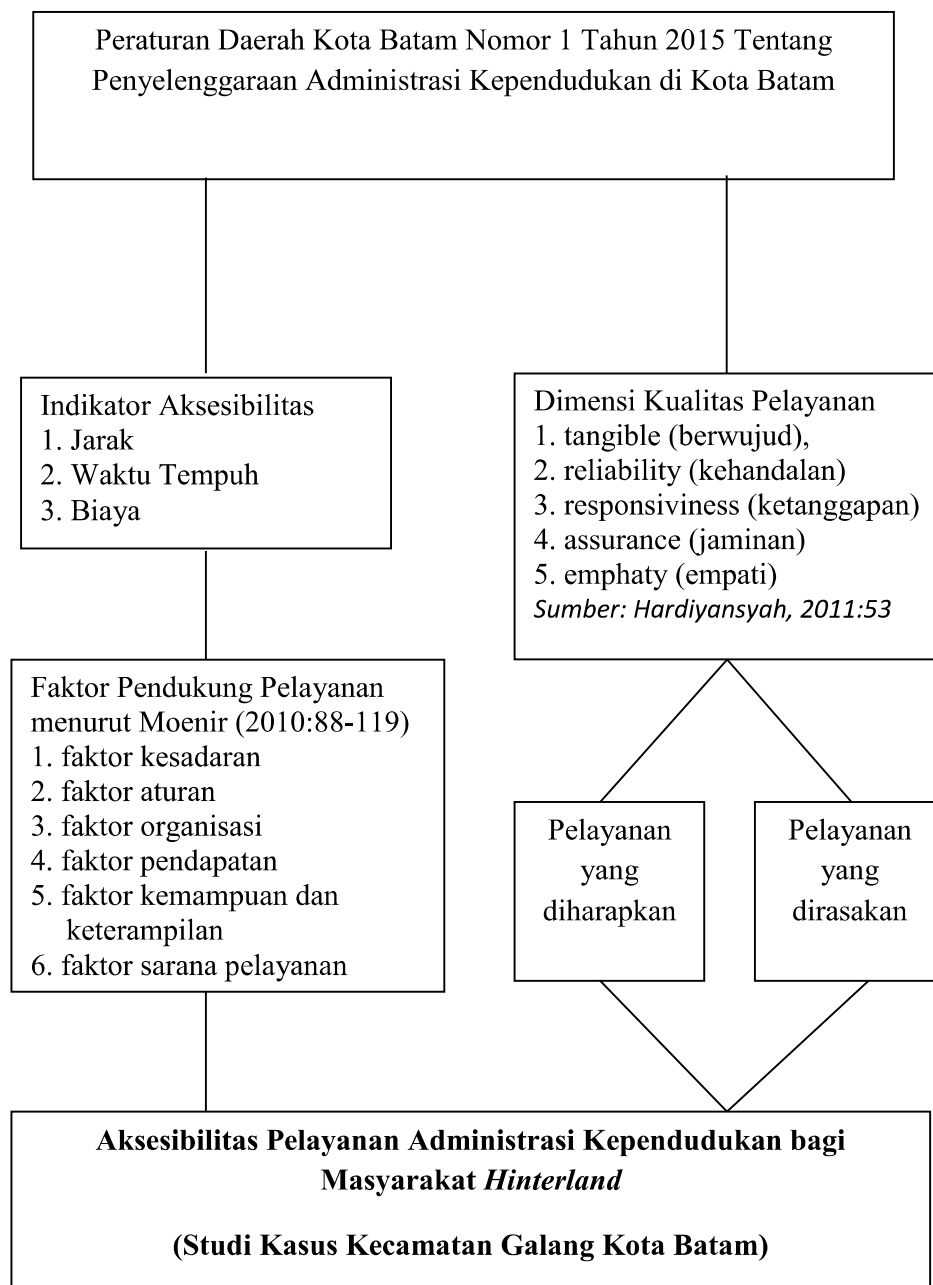 Peraturan Daerah Kota Batam Nomor 1 Tahun 2015 Tentang
Penyelenggaraan Administrasi Kependudukan di Kota Batam
Indikator Aksesibilitas
1. Jarak
2. Waktu Tempuh
3. Biaya
Dimensi Kualitas Pelayanan
1. tangible (berwujud),
2. reliability (kehandalan)
3. responsiviness (ketanggapan)
4. assurance (jaminan)
5. emphaty (empati)
Sumber: Hardiyansyah, 2011:53
Faktor Pendukung Pelayanan
menurut Moenir (2010:88-119)
1. faktor kesadaran
2. faktor aturan
3. faktor organisasi
4. faktor pendapatan
5. faktor kemampuan dan
keterampilan
6. faktor sarana pelayanan
Pelayanan
yang
diharapkan
Pelayanan
yang
dirasakan
Aksesibilitas Pelayanan Administrasi Kependudukan bagi
Masyarakat Hinterland
(Studi Kasus Kecamatan Galang Kota Batam)